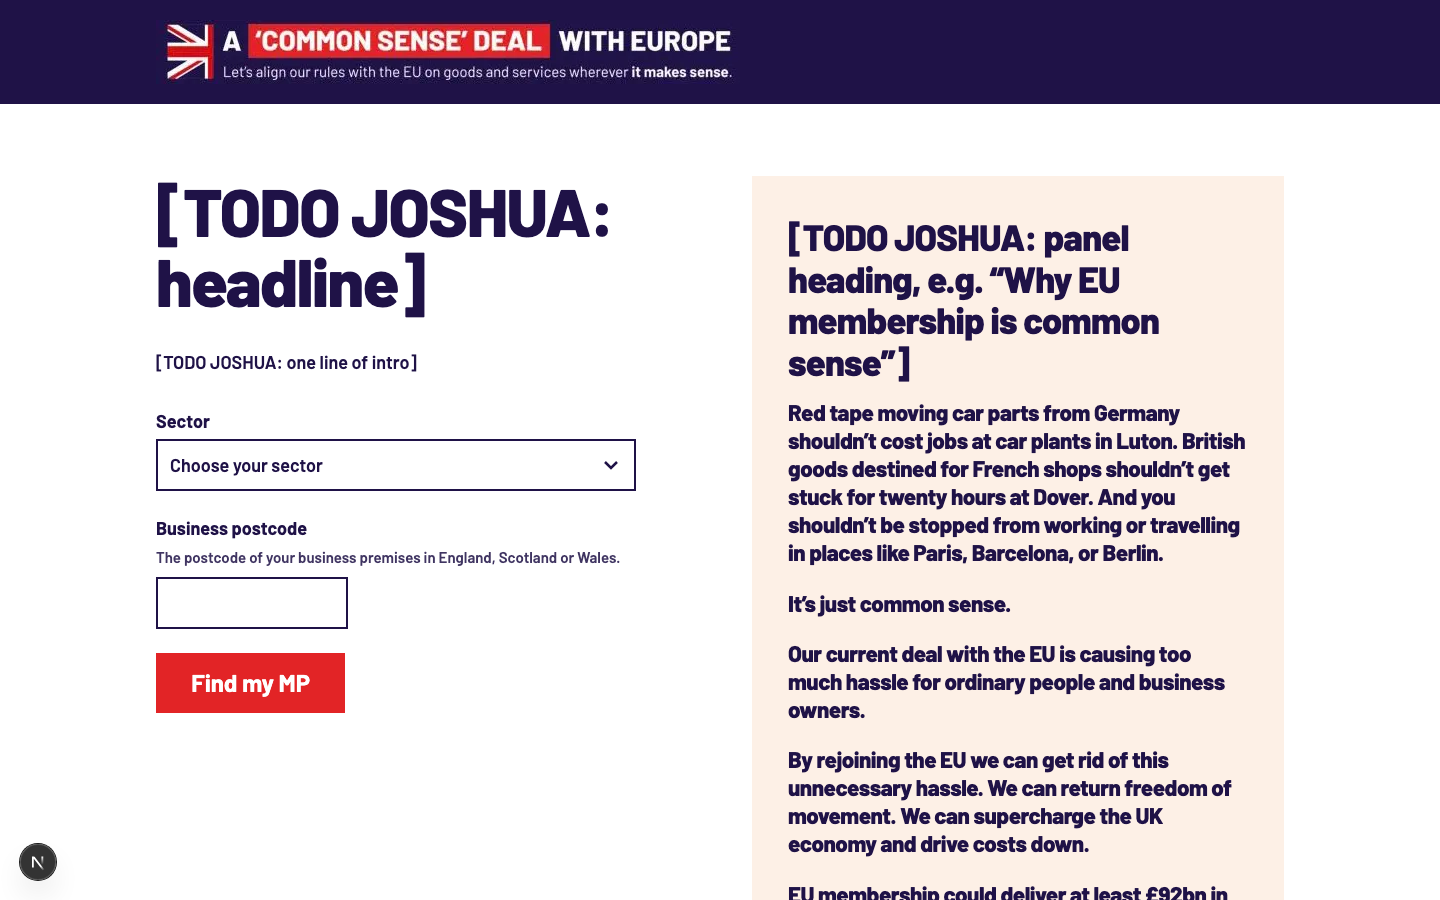 A ‘COMMON SENSE’ DEAL WITH EUROPE
Let’s align our rules with the EU on goods and services wherever it makes sense.
[TODO JOSHUA:
headline]
[TODO JOSHUA: one line of intro]
Sector
Choose your sector
Business postcode
The postcode of your business premises in England, Scotland or Wales.
Find my MP
[TODO JOSHUA: panel
heading, e.g. “Why EU
membership is common
sense”]
Red tape moving car parts from Germany
shouldn’t cost jobs at car plants in Luton. British
goods destined for French shops shouldn’t get
stuck for twenty hours at Dover. And you
shouldn’t be stopped from working or travelling
in places like Paris, Barcelona, or Berlin.
It’s just common sense.
Our current deal with the EU is causing too
much hassle for ordinary people and business
owners.
By rejoining the EU we can get rid of this
unnecessary hassle. We can return freedom of
movement. We can supercharge the UK
economy and drive costs down.
EU membership could deliver at least £92bn in
N